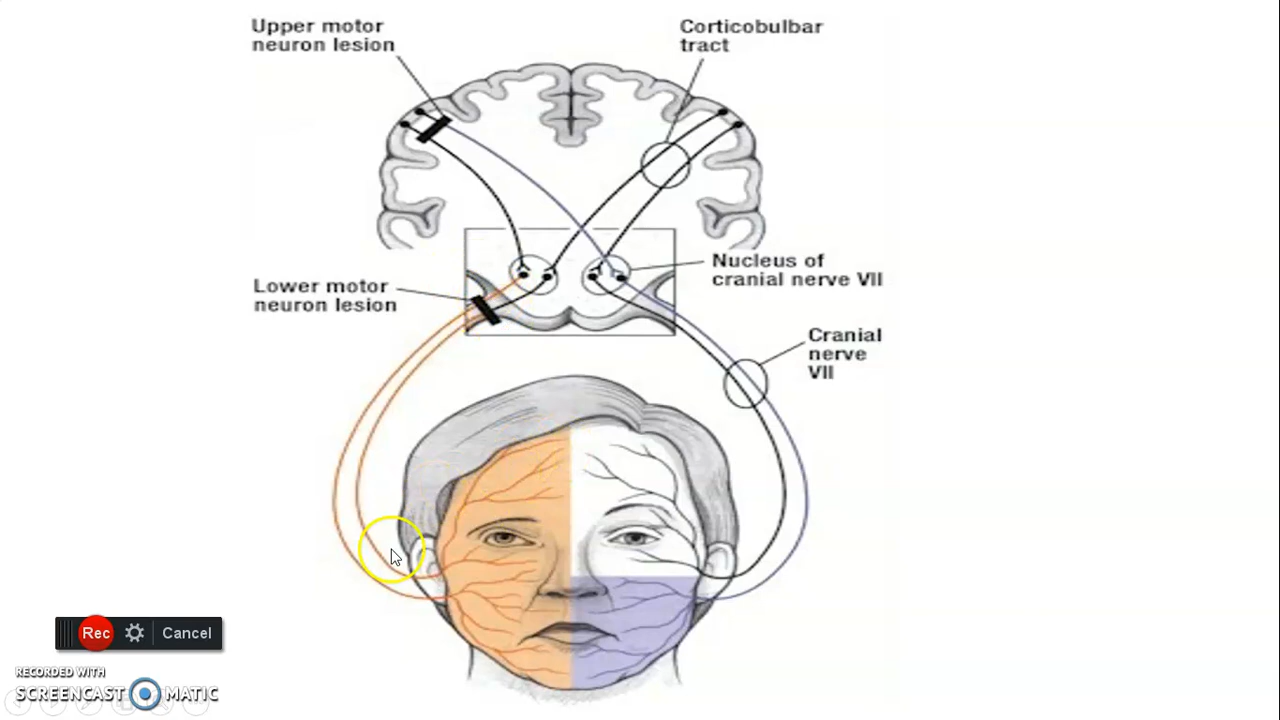 Upper motor
neuron lesion
Corticobulbar
tract
Nucleus of
cranial nerve VII
Lower motor
neuron lesion
Cranial
nerve
VII
Rec
Cancel
RECORDED WITH
SCREENCAST MATIC